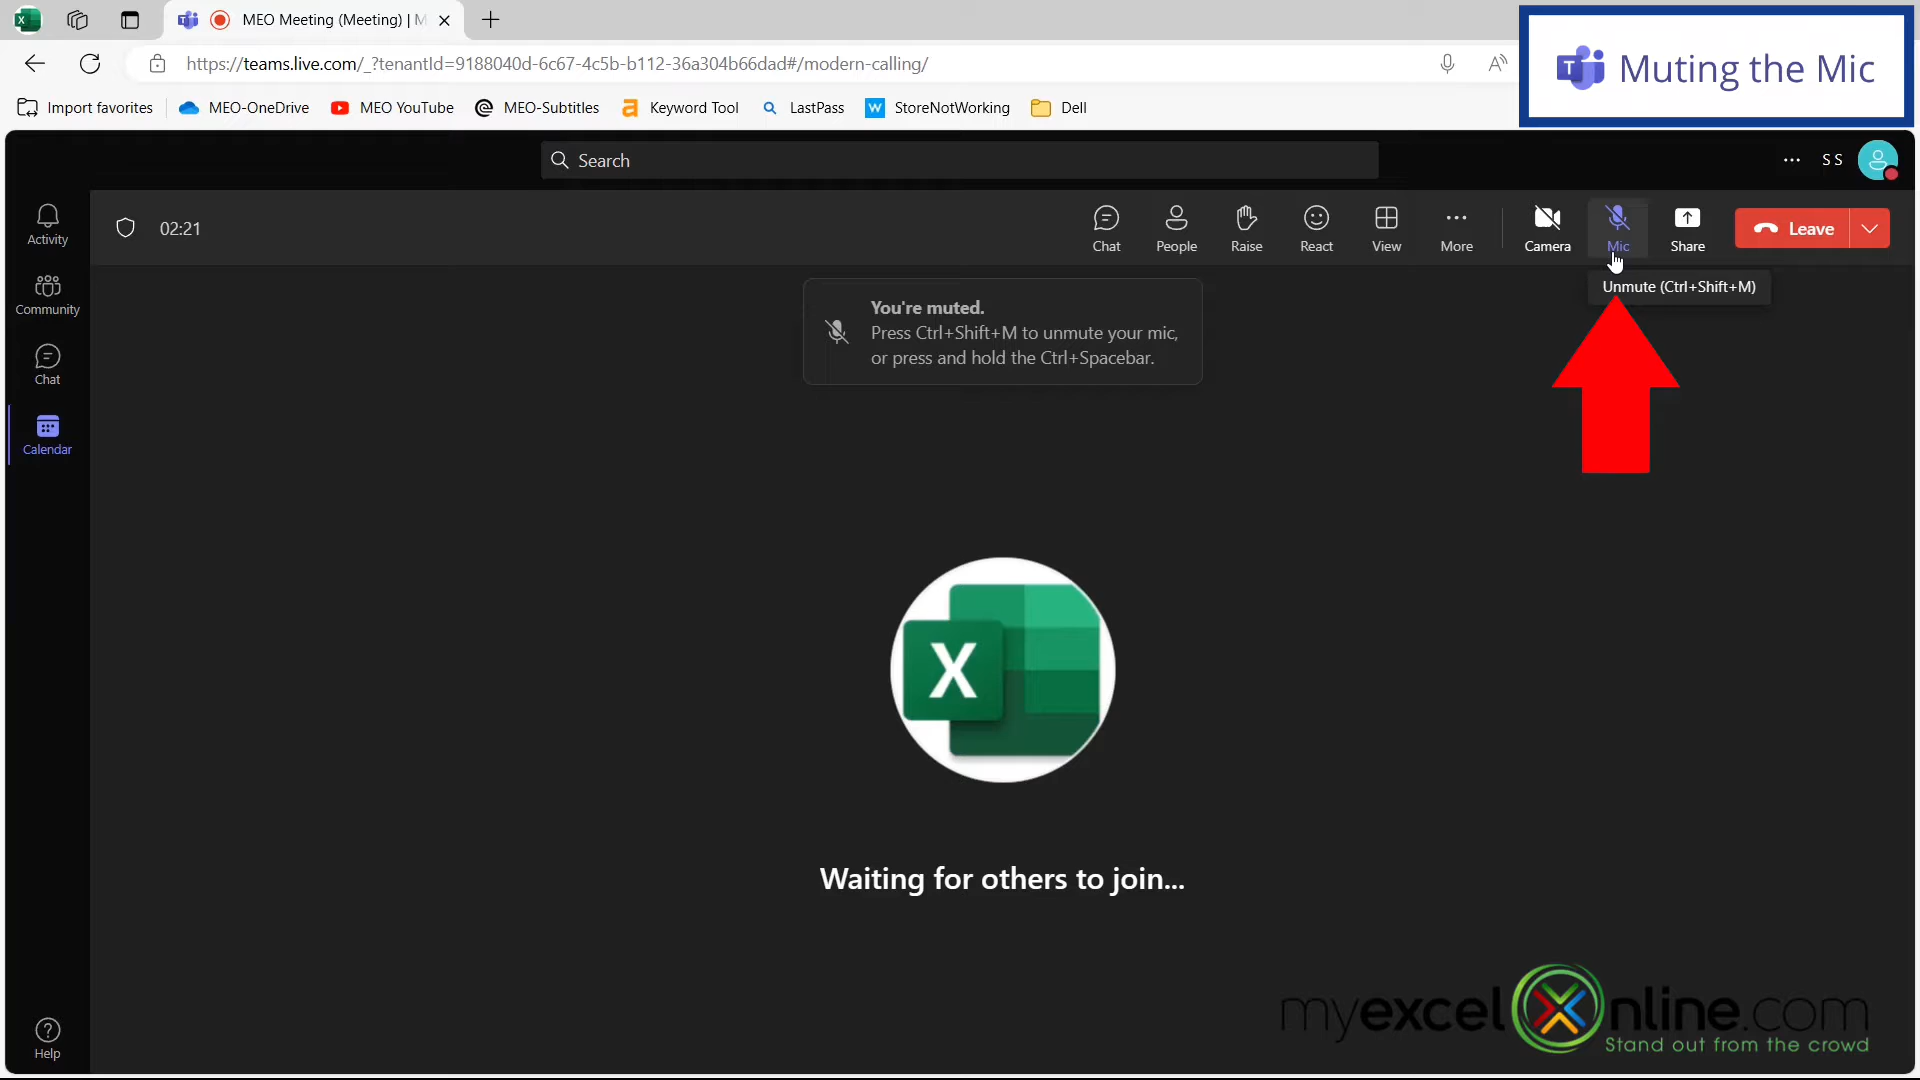 MEO Meeting (Meeting) | M
https://teams.live.com/_?tenantId=9188040d-6c67-4c5b-b112-36a304b66dad#/modern-calling/
Muting the Mic
Import favorites
MEO-OneDrive
MEO YouTube
MEO-Subtitles
Keyword Tool
LastPass
StoreNotWorking
Dell
Search
S S
02:21
Chat
People
Raise
React
View
More
Camera
Mic
Share
Leave
Unmute (Ctrl+Shift+M)
Activity
Community
Chat
Calendar
Help
You're muted.
Press Ctrl+Shift+M to unmute your mic,
or press and hold the Ctrl+Spacebar.
X
Waiting for others to join...
myexcelonline.com
Stand out from the crowd